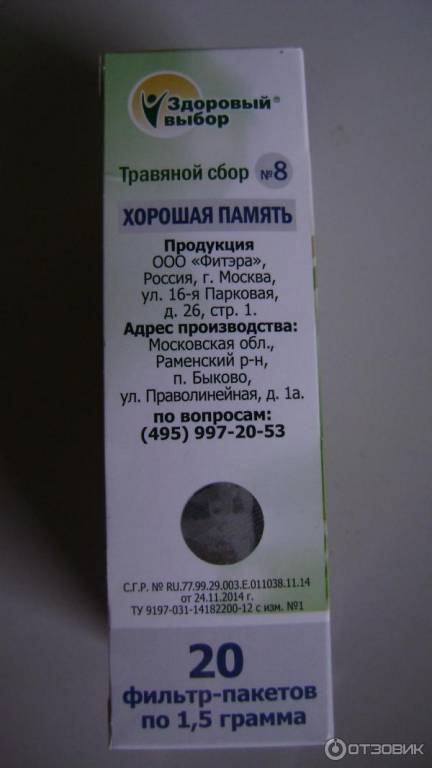 Здоровый®
выбор
Травяной сбор №8
ХОРОШАЯ ПАМЯТЬ
Продукция
ООО «Фитэра»,
Россия, г. Москва,
ул. 16-я Парковая,
д. 26, стр. 1.
Адрес производства:
Московская обл.,
Раменский р-н,
п. Быково,
ул. Праволинейная, д. 1а.
по вопросам:
(495) 997-20-53
С.Г.Р. № RU.77.99.29.003.Е.011038.11.14
от 24.11.2014 г.
ТУ 9197-031-14182200-12 с изм. №1
20
фильтр-пакетов
по 1,5 грамма
ОТЗОВИК